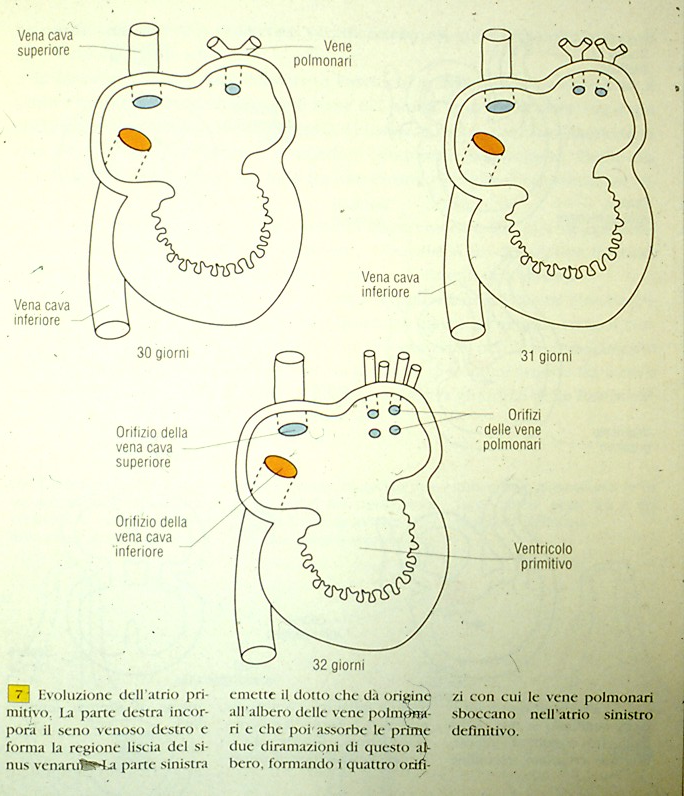 Vena cava
superiore
Vene
polmonari
Vena cava
inferiore
30 giorni
Vena cava
inferiore
31 giorni
Orifizio della
vena cava
superiore
Orifizi
delle vene
polmonari
Orifizio della
vena cava
inferiore
Ventricolo
primitivo
32 giorni
7 Evoluzione dell'atrio pri-
mitivo. La parte destra incor-
pora il seno venoso destro e
forma la regione liscia del si-
nus La parte sinistra
emette il dotto che dà origine
all'albero delle vene polmona-
ri e che poi assorbe le prime
due diramazioni di questo al-
bero, formando i quattro orifi-
zi con cui le vene polmonari
sboccano nell'atrio sinistro
definitivo.